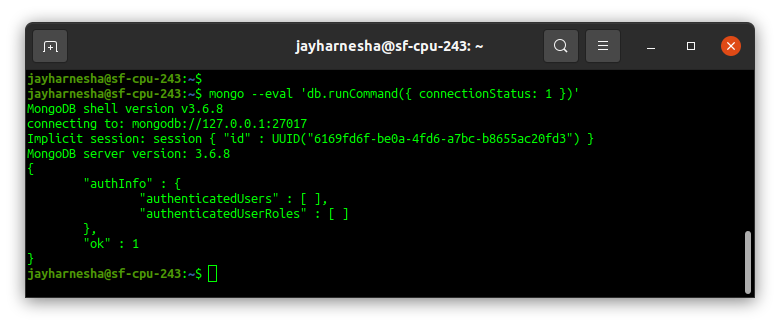 jayharnesha@sf-cpu-243: ~
jayharnesha@sf-cpu-243:~$
jayharnesha@sf-cpu-243:~$ mongo --eval 'db.runCommand({ connectionStatus: 1 })'
MongoDB shell version v3.6.8
connecting to: mongodb://127.0.0.1:27017
Implicit session: session { "id" : UUID("6169fd6f-be0a-4fd6-a7bc-b8655ac20fd3") }
MongoDB server version: 3.6.8
{
        "authInfo" : {
                "authenticatedUsers" : [ ],
                "authenticatedUserRoles" : [ ]
        },
        "ok" : 1
}
jayharnesha@sf-cpu-243:~$